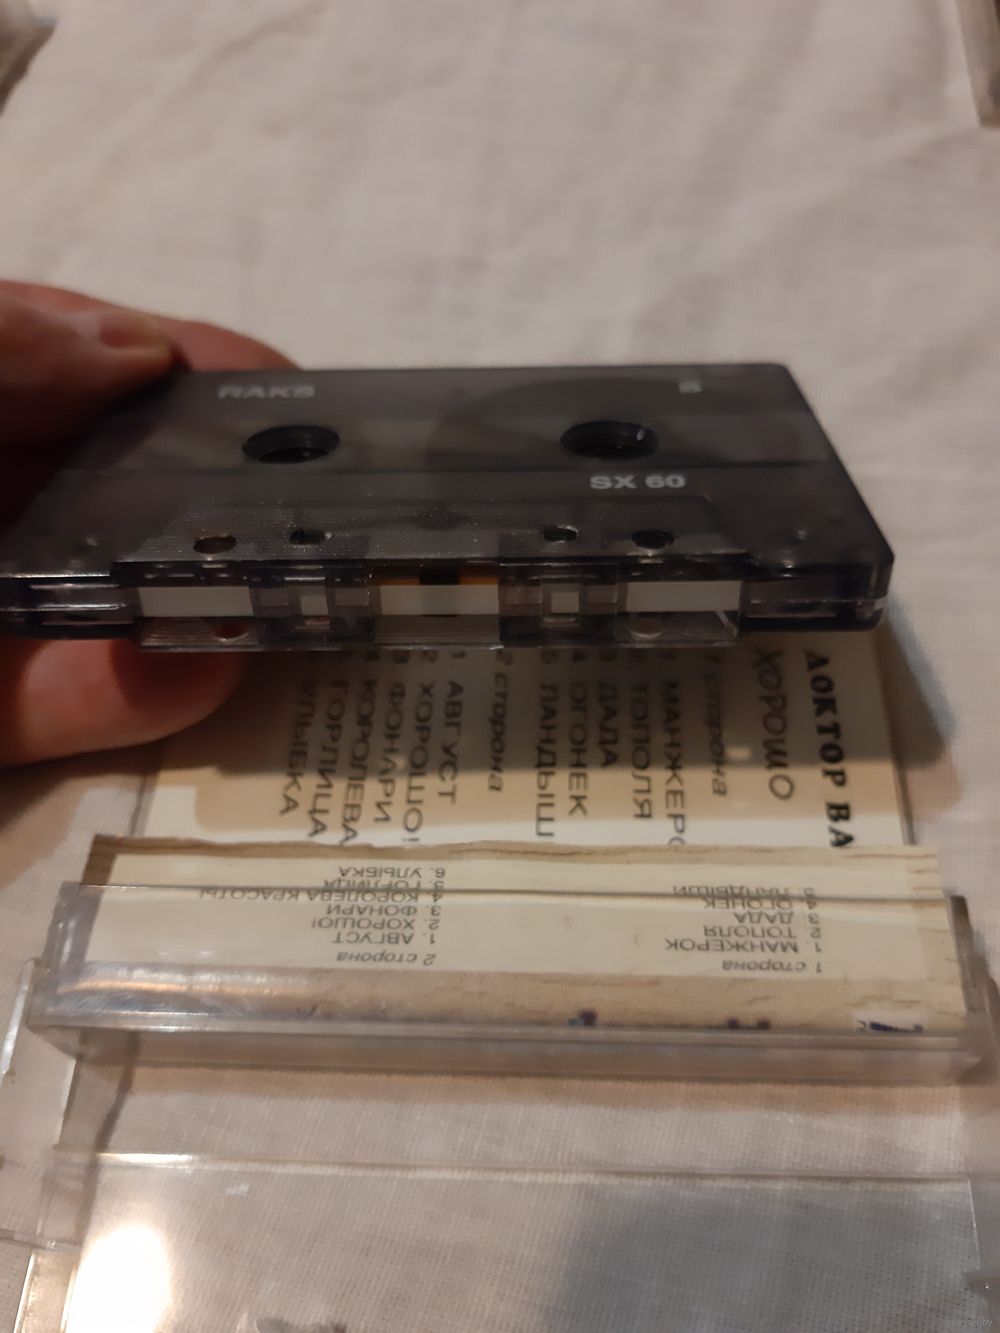 RAKS
B
SX 60
ДОКТОР ВА
ХОРОШО
1 сторона
1 МАНЖЕРО
2 ТОПОЛЯ
3 ДАДА
4 ОГОНЕК
5 ЛАНДЫШ
2 сторона
1. АВГУСТ
2 ХОРОШО!
3 ФОНАРИ
4 КОРОЛЕВА
5 ГОРЛИЦА
6 УЛЫБКА
1 сторона
1. МАНЖЕРОК
2. ТОПОЛЯ
3. ДАДА
4. ОГОНЕК
5. ЛАНДЫШИ
2 сторона
1. АВГУСТ
2. ХОРОШО!
3. ФОНАРИ
4. КОРОЛЕВА КРАСОТЫ
5. ГОРЛИЦА
6. УЛЫБКА